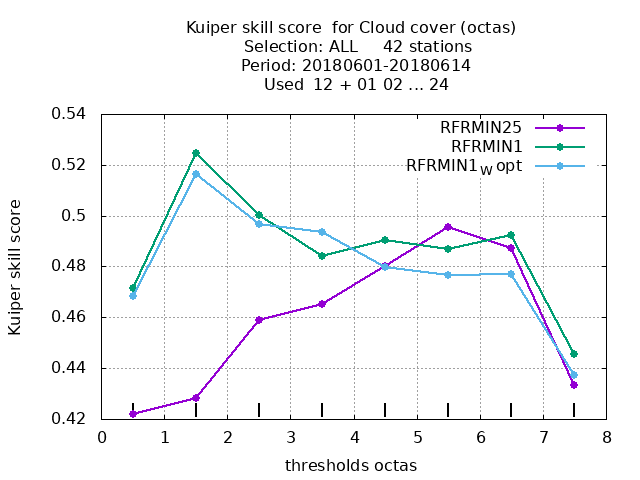 Kuiper skill score  for Cloud cover (octas)
Selection: ALL     42 stations
Period: 20180601-20180614
Used  12 + 01 02 ... 24
RFRMIN25
RFRMIN1
RFRMIN1W opt
Kuiper skill score
0.54
0.52
0.5
0.48
0.46
0.44
0.42
0 1 2 3 4 5 6 7 8
thresholds octas